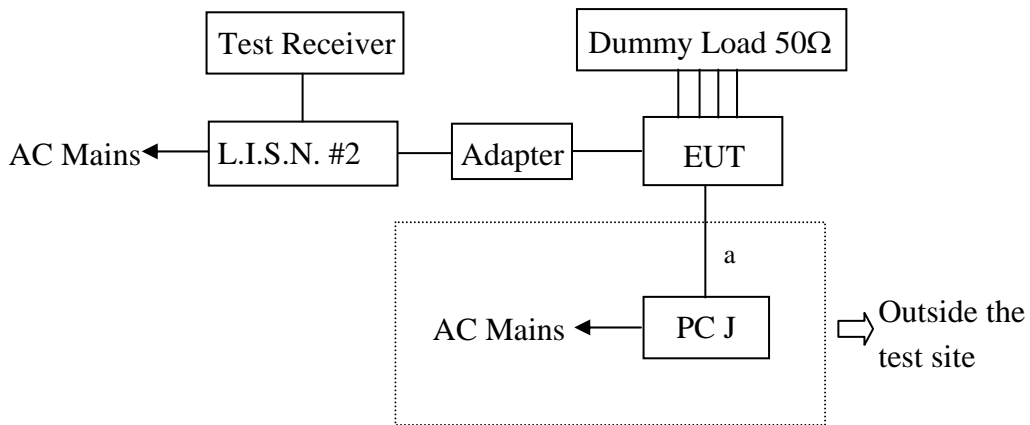 Test Receiver
Dummy Load 50Ω
AC Mains
L.I.S.N. #2
Adapter
EUT
a
AC Mains
PC J
Outside the
test site